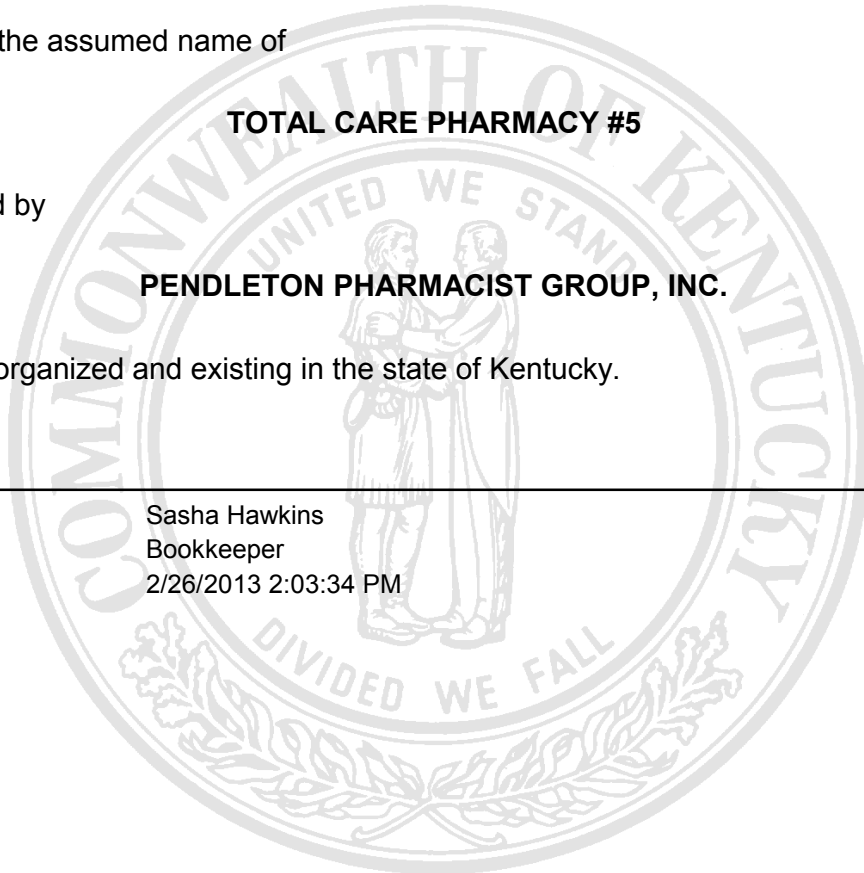 the assumed name of
TOTAL CARE PHARMACY #5
d by
PENDLETON PHARMACIST GROUP, INC.
organized and existing in the state of Kentucky.
Sasha Hawkins
Bookkeeper
2/26/2013 2:03:34 PM
COMMONWEALTH OF KENTUCKY
UNITED WE STAND
DIVIDED WE FALL